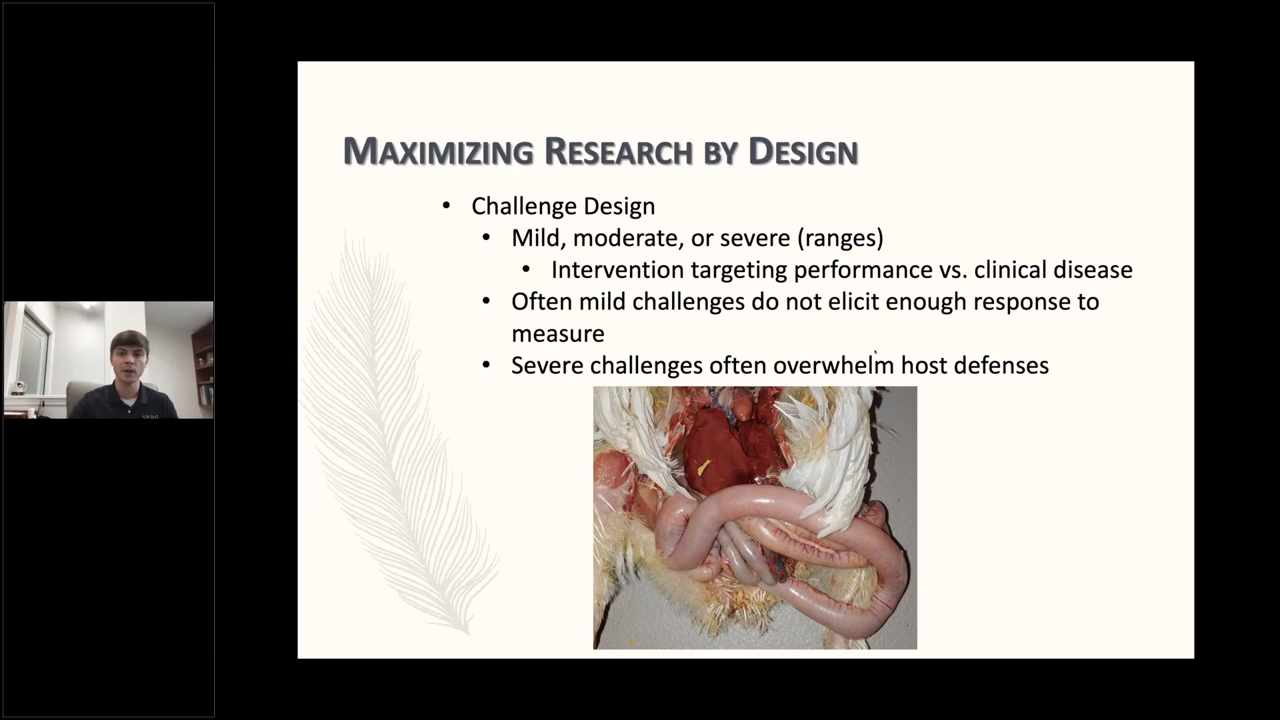 MAXIMIZING RESEARCH BY DESIGN
• Challenge Design
• Mild, moderate, or severe (ranges)
• Intervention targeting performance vs. clinical disease
• Often mild challenges do not elicit enough response to
measure
• Severe challenges often overwhelm host defenses